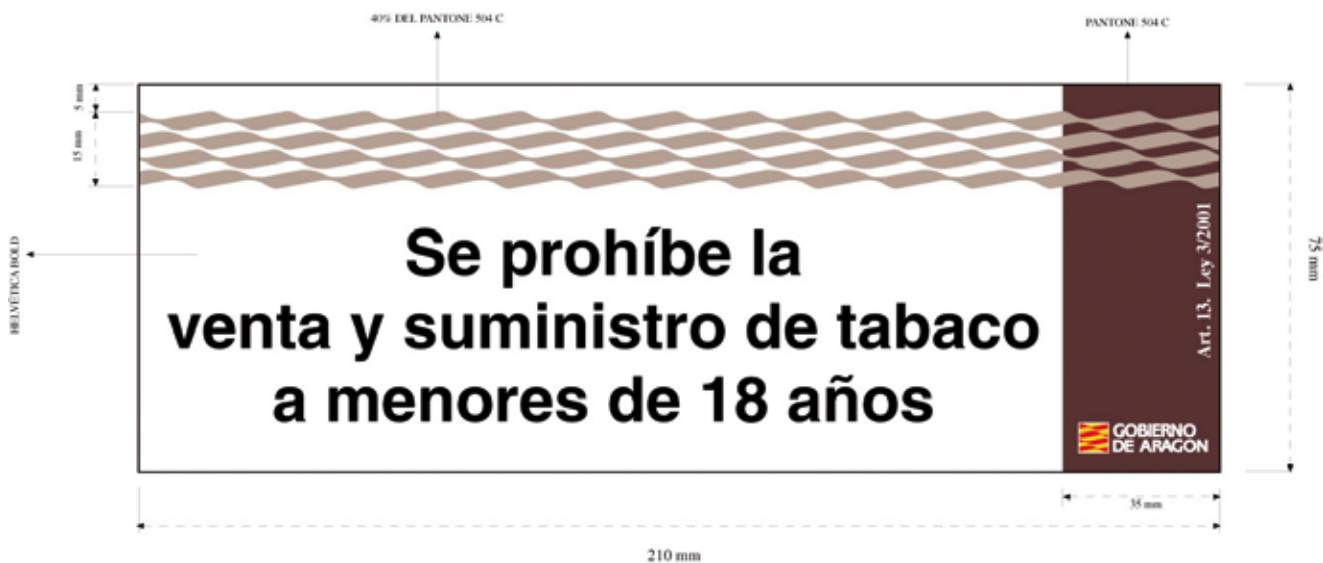 40% DEL PANTONE 504 C
PANTONE 504 C
5 mm
15 mm
HELVÉTICA BOLD
Se prohíbe la
venta y suministro de tabaco
a menores de 18 años
Art. 13. Ley 3/2001
GOBIERNO
DE ARAGON
75 mm
35 mm
210 mm